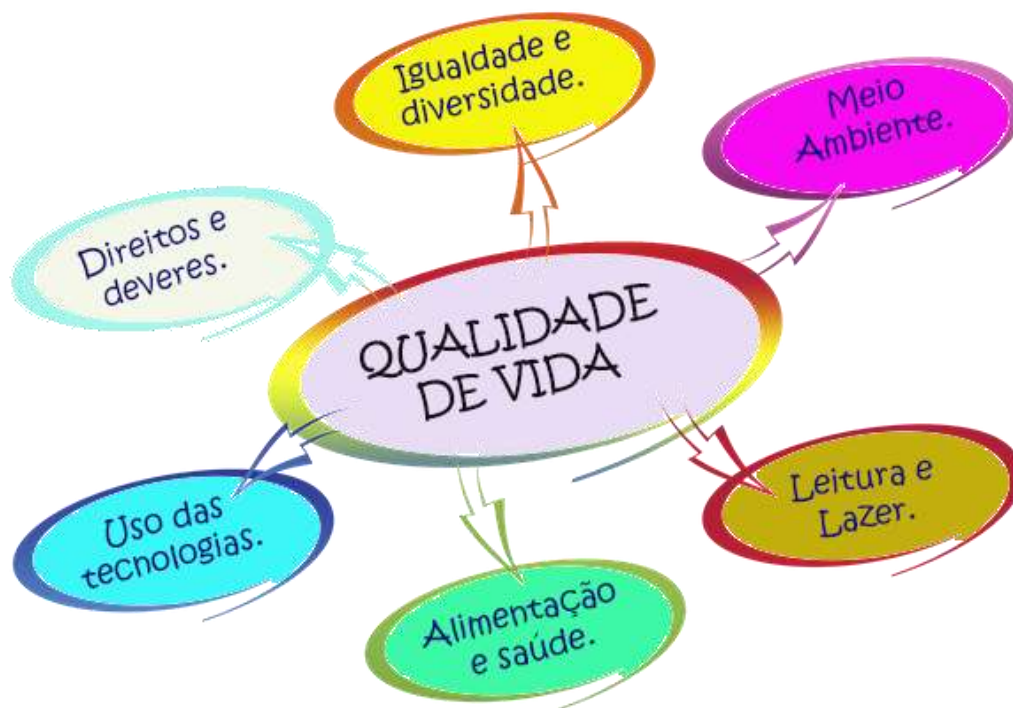 Igualdade e
diversidade.
Meio
Ambiente.
Direitos e
deveres.
QUALIDADE
DE VIDA
Uso das
tecnologias.
Leitura e
Lazer.
Alimentação
e saúde.